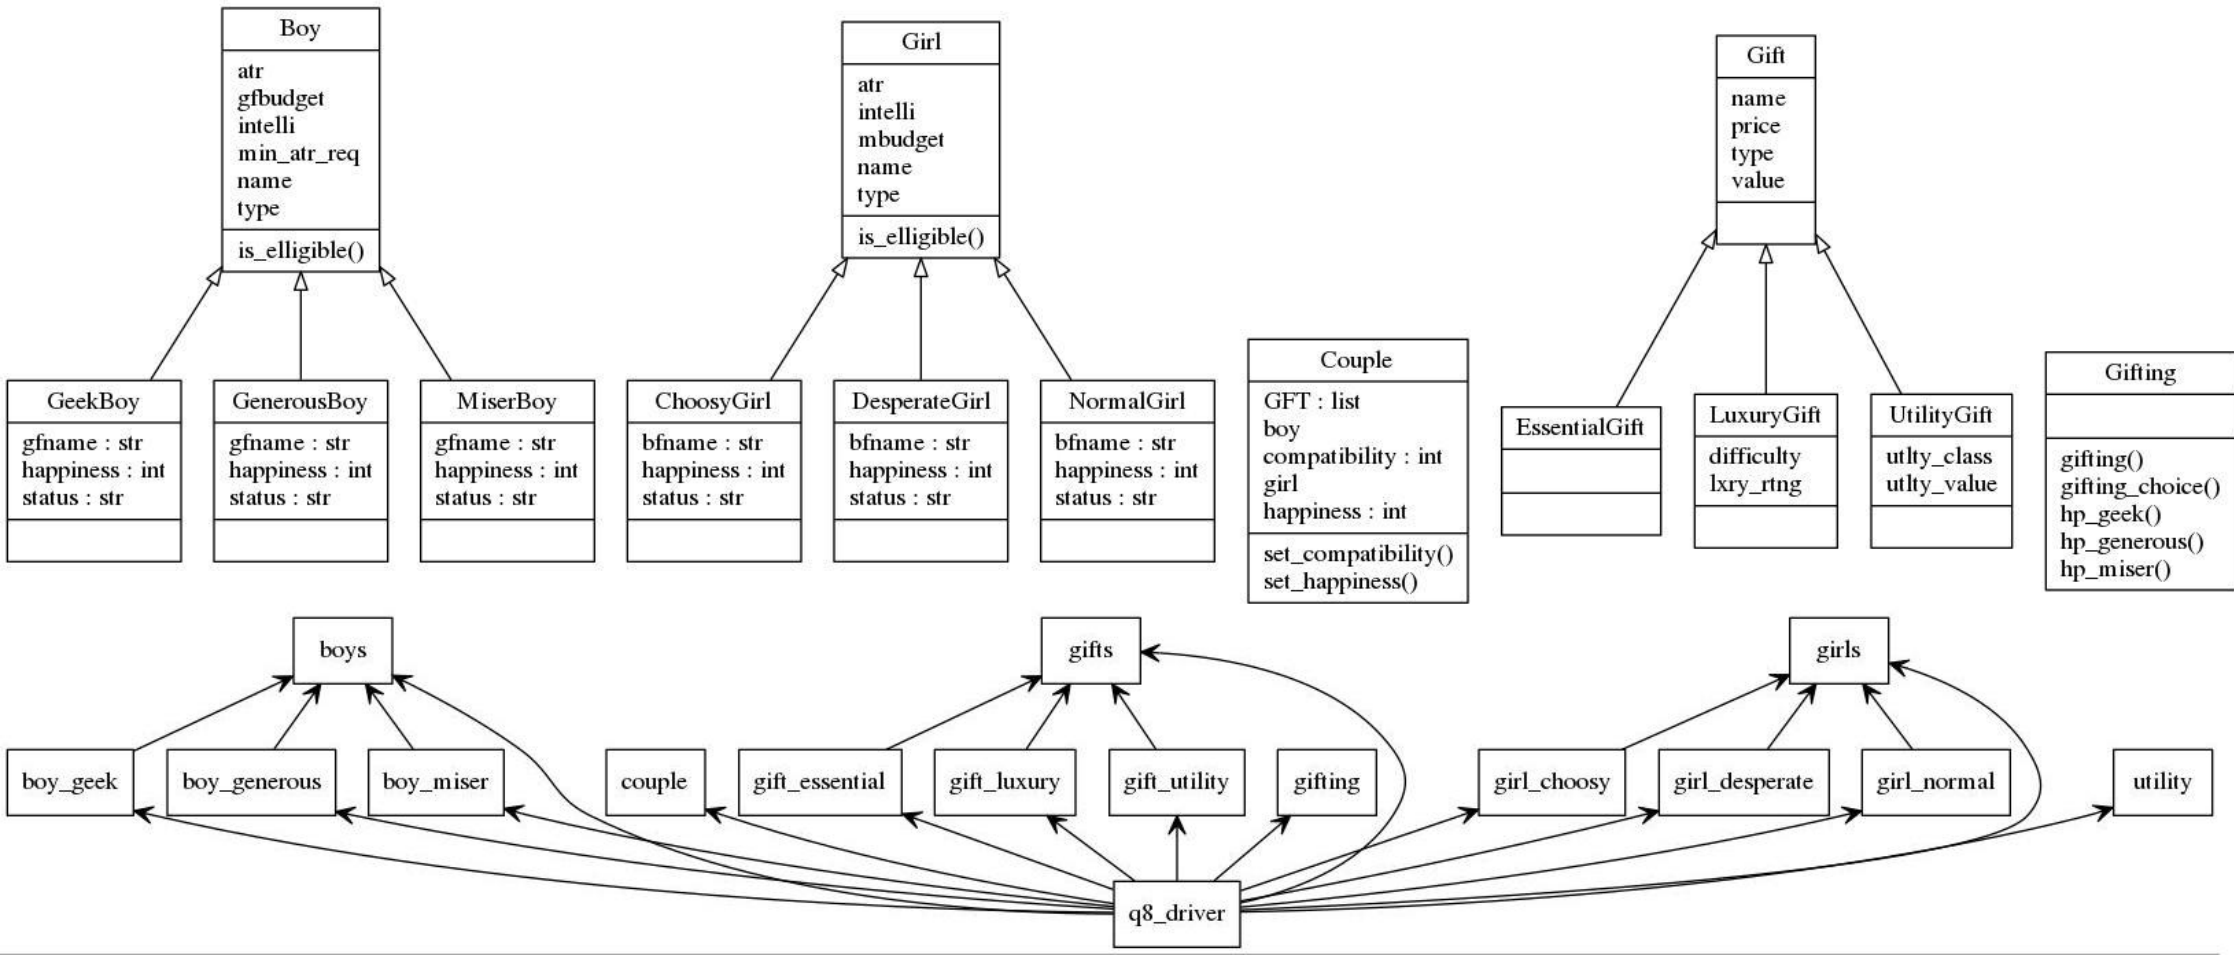 Boy
atr
gfbudget
intelli
min_atr_req
name
type
is_elligible()
Girl
atr
intelli
mbudget
name
type
is_elligible()
Gift
name
price
type
value
GeekBoy
gfname : str
happiness : int
status : str
GenerousBoy
gfname : str
happiness : int
status : str
MiserBoy
gfname : str
happiness : int
status : str
ChoosyGirl
bfname : str
happiness : int
status : str
DesperateGirl
bfname : str
happiness : int
status : str
NormalGirl
bfname : str
happiness : int
status : str
Couple
GFT : list
boy
compatibility : int
girl
happiness : int
set_compatibility()
set_happiness()
EssentialGift
LuxuryGift
difficulty
lxry_rtng
UtilityGift
utlty_class
utlty_value
Gifting
gifting()
gifting_choice()
hp_geek()
hp_generous()
hp_miser()
boys
gifts
girls
boy_geek
boy_generous
boy_miser
couple
gift_essential
gift_luxury
gift_utility
gifting
girl_choosy
girl_desperate
girl_normal
utility
q8_driver